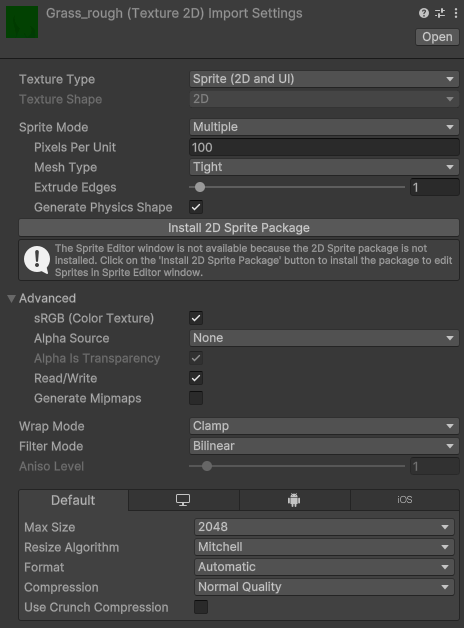 Grass_rough (Texture 2D) Import Settings
Open
Texture Type Sprite (2D and UI)
Texture Shape 2D
Sprite Mode Multiple
Pixels Per Unit 100
Mesh Type Tight
Extrude Edges 1
Generate Physics Shape
Install 2D Sprite Package
The Sprite Editor window is not available because the 2D Sprite package is not
installed. Click on the 'Install 2D Sprite Package' button to install the package to edit
Sprites in Sprite Editor window.
Advanced
sRGB (Color Texture)
Alpha Source None
Alpha Is Transparency
Read/Write
Generate Mipmaps
Wrap Mode Clamp
Filter Mode Bilinear
Aniso Level 1
Default iOS
Max Size 2048
Resize Algorithm Mitchell
Format Automatic
Compression Normal Quality
Use Crunch Compression